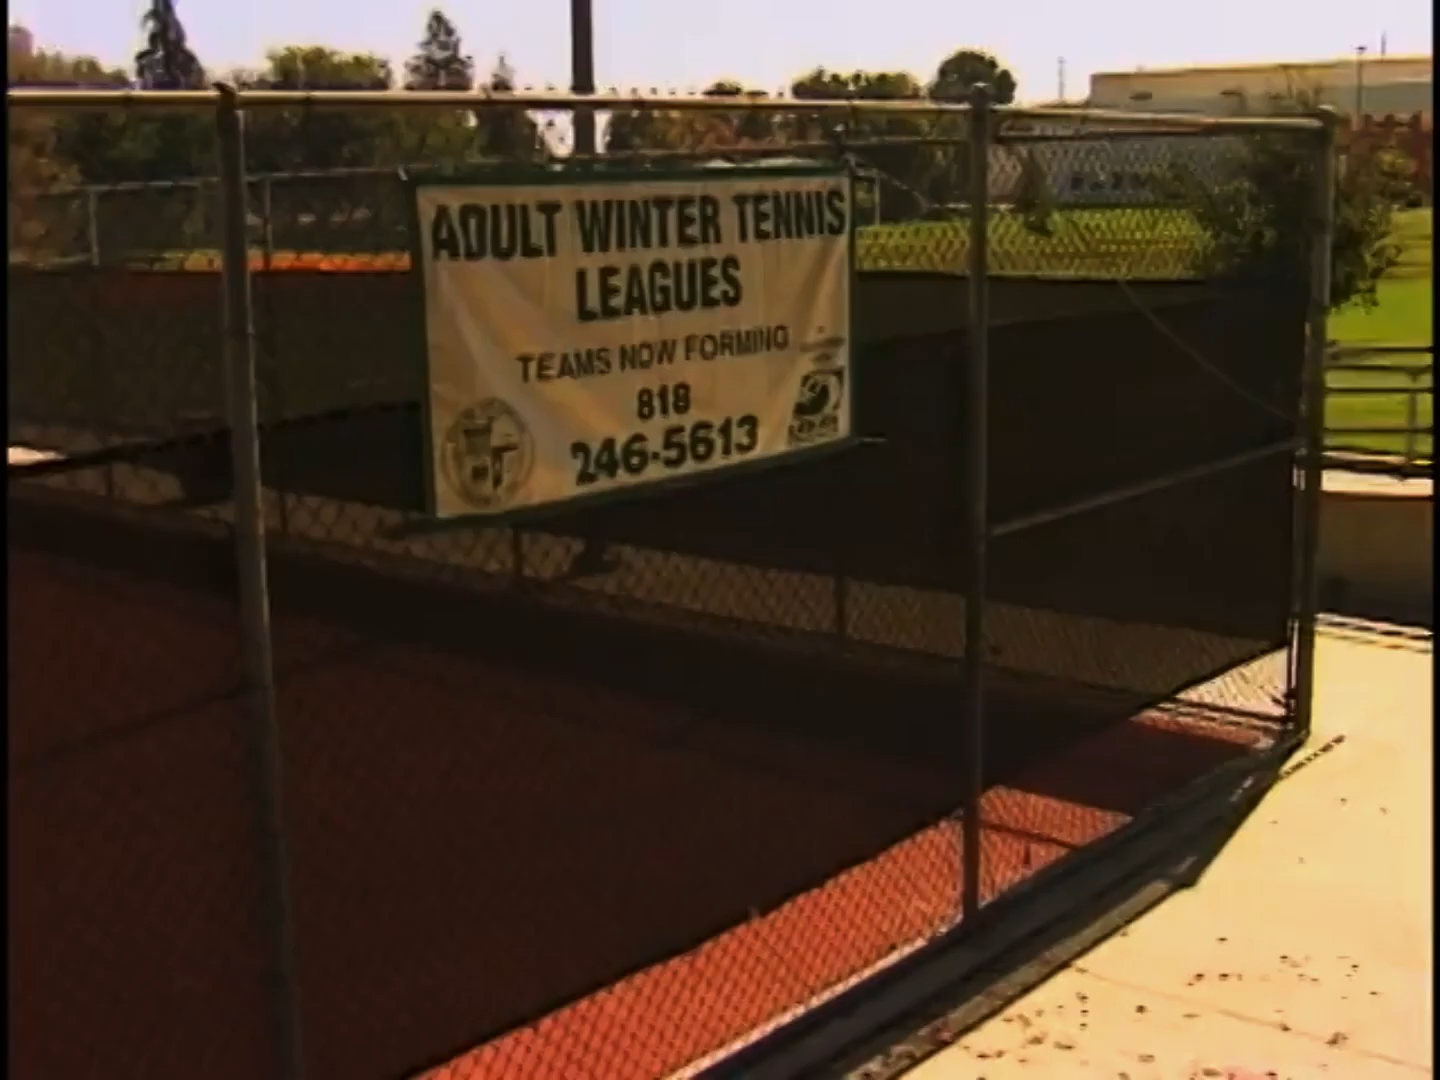 ADULT WINTER TENNIS
LEAGUES
TEAMS NOW FORMING
818
246-5613